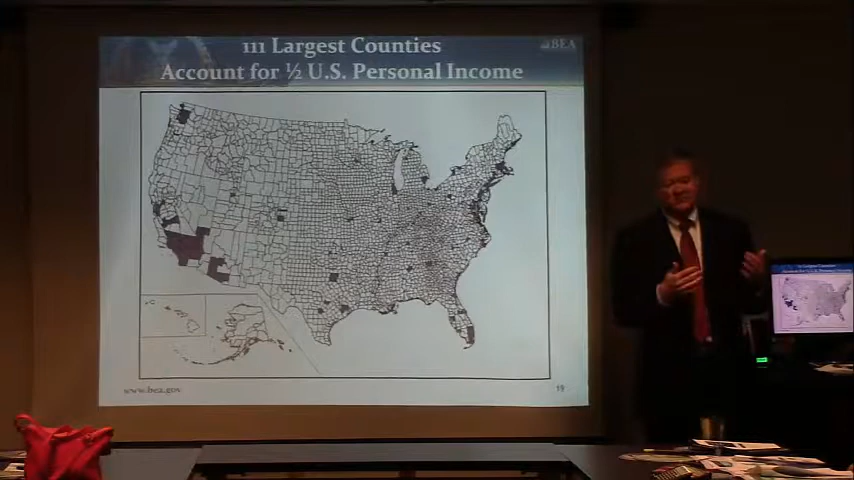 111 Largest Counties
BEA
Account for ½ U.S. Personal Income
www.bea.gov
19